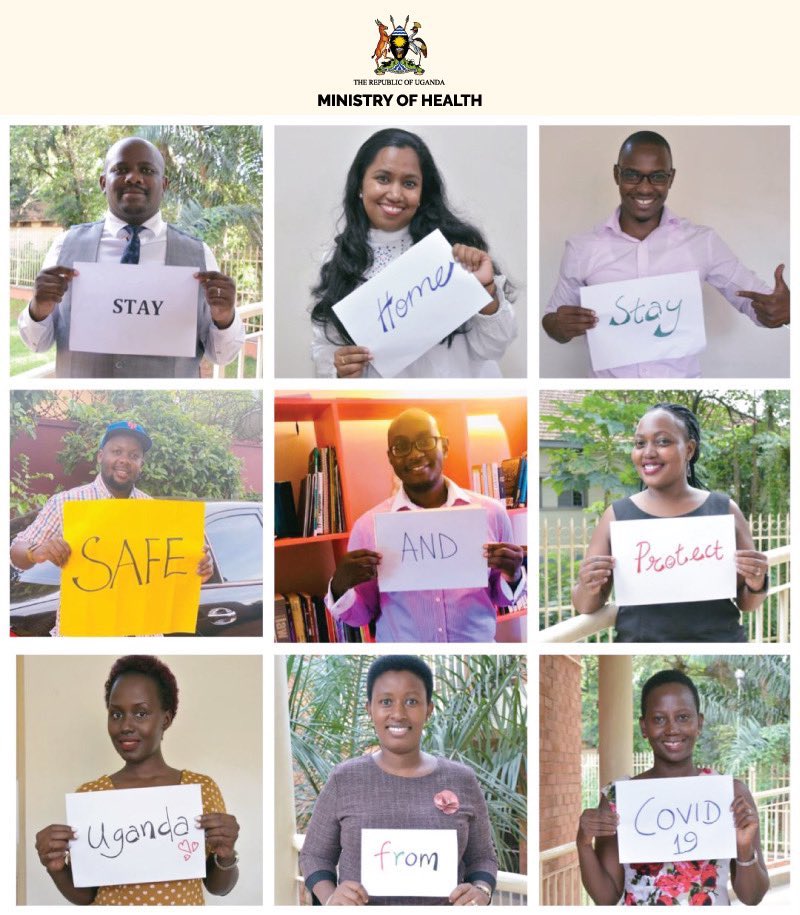 THE REPUBLIC OF UGANDA
MINISTRY OF HEALTH
STAY
Home
Stay
SAFE
AND
Protect
Uganda
from
COVID
19